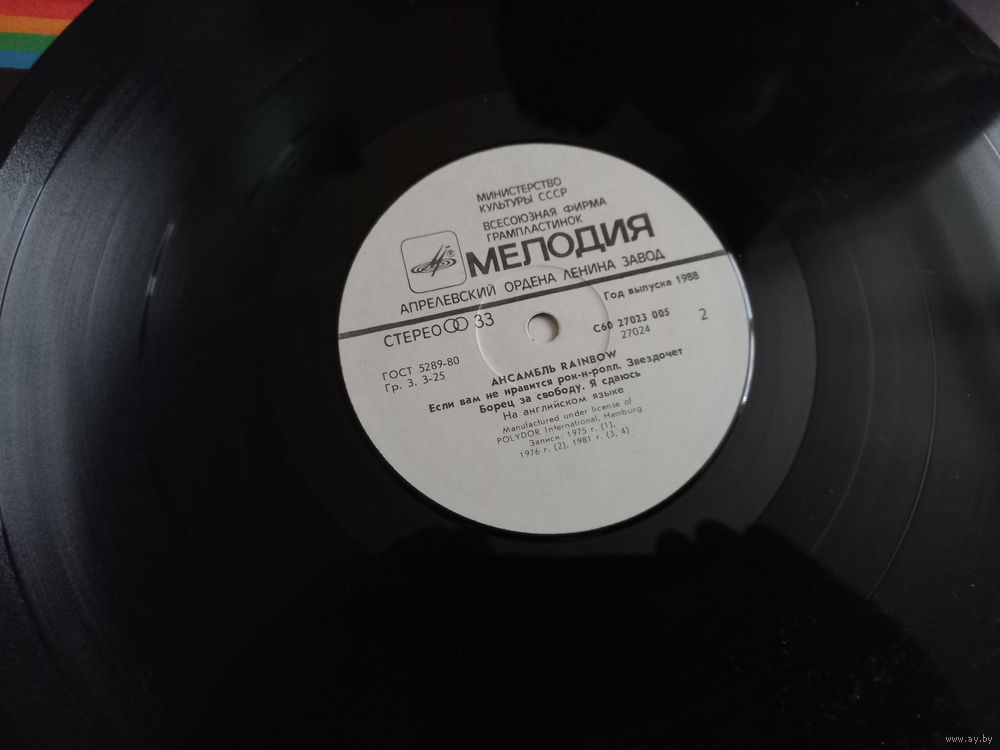 МИНИСТЕРСТВО
КУЛЬТУРЫ СССР
ВСЕСОЮЗНАЯ ФИРМА
ГРАМПЛАСТИНОК
МЕЛОДИЯ
АПРЕЛЕВСКИЙ ОРДЕНА ЛЕНИНА ЗАВОД
СТЕРЕО 33
Год выпуска 1988
ГОСТ 5289-80
Гр. 3. 3-25
С60 27023 005
27024
2
АНСАМБЛЬ RAINBOW
Если вам не нравится рок-н-ролл. Звездочет
Борец за свободу. Я сдаюсь
На английском языке
Manufactured under license of
POLYDOR International, Hamburg
Записи: 1975 г. (1),
1976 г. (2), 1981 г. (3, 4)
www.ay.by